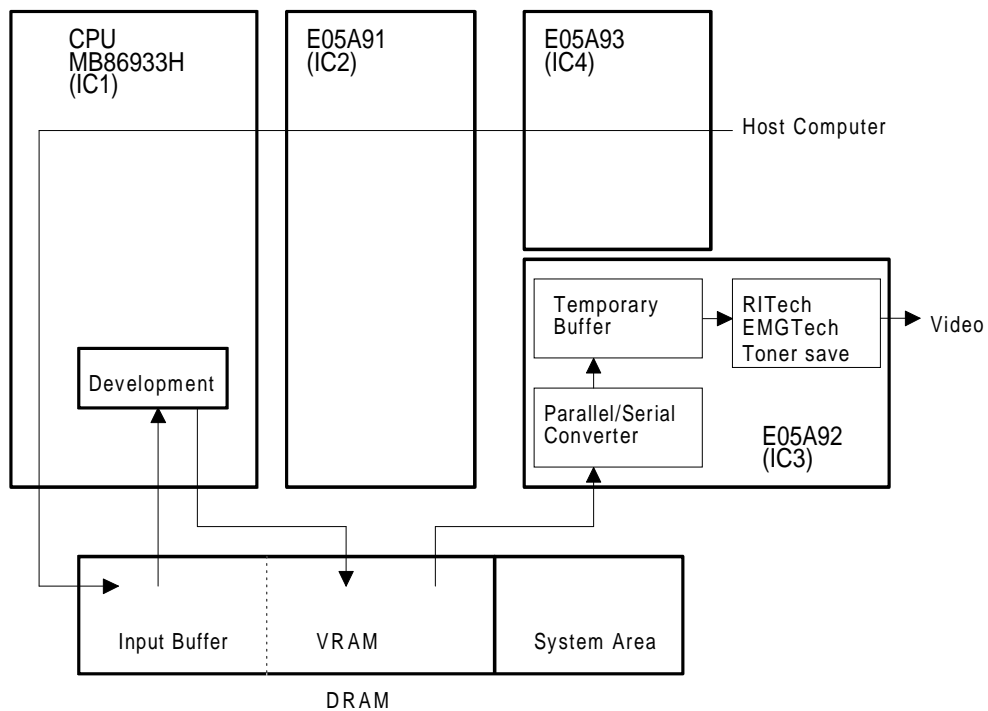 CPU
MB86933H
(IC1)
E05A91
(IC2)
E05A93
(IC4)
Host Computer
Temporary
Buffer
RITech
EMGTech
Toner save
Video
Development
Parallel/Serial
Converter
E05A92
(IC3)
Input Buffer
VRAM
System Area
DRAM